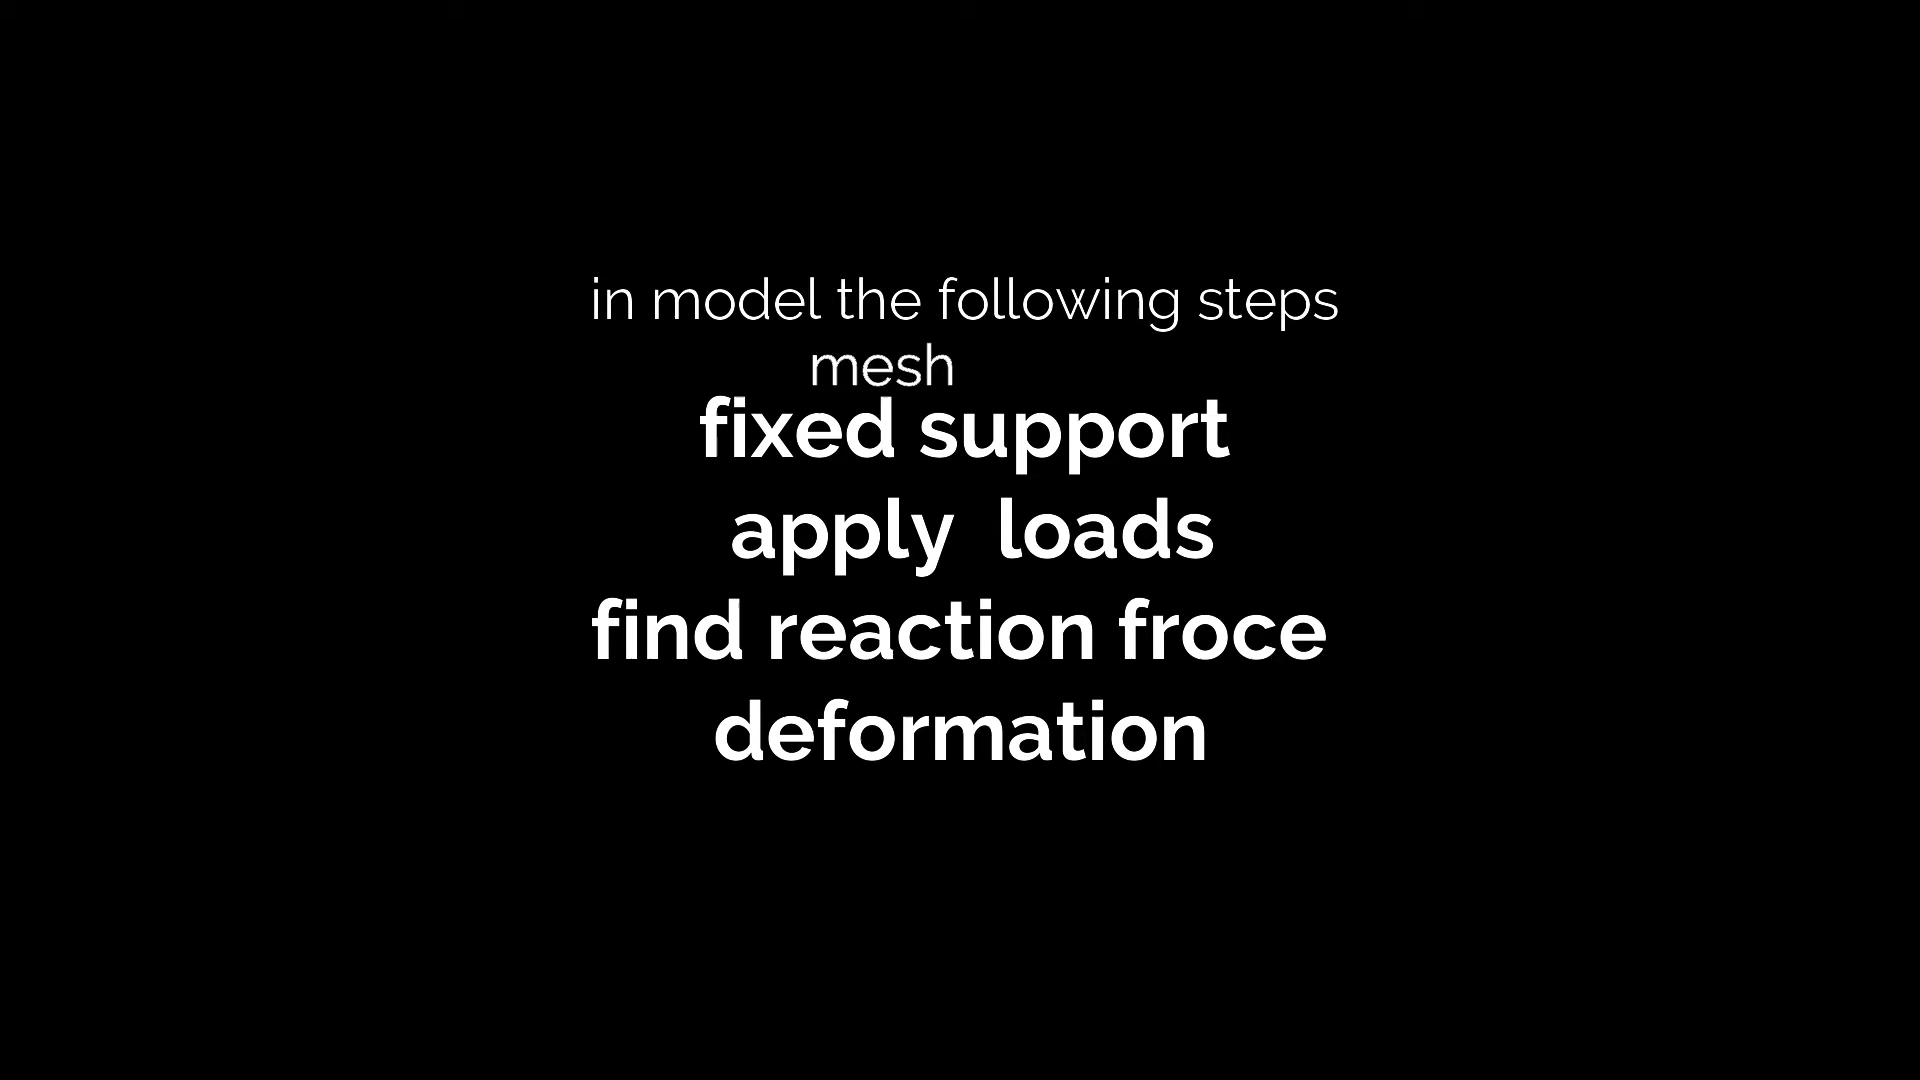 in model the following steps
mesh
fixed support
apply  loads
find reaction froce
deformation